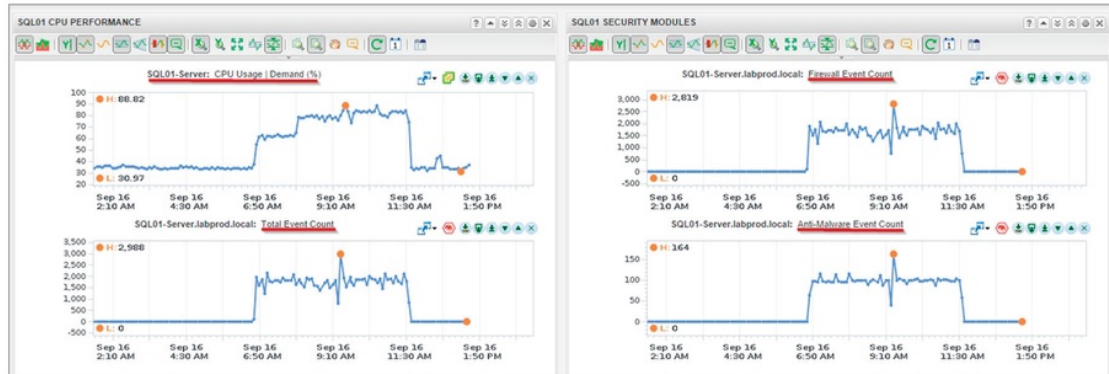 SQL01 CPU PERFORMANCE
SQL01-Server: CPU Usage | Demand (%)
100
90
80
70
60
50
40
30
20
H: 88.82
L: 30.97
Sep 16 2:10 AM
Sep 16 4:30 AM
Sep 16 6:50 AM
Sep 16 9:10 AM
Sep 16 11:30 AM
Sep 16 1:50 PM
SQL01-Server.labprod.local: Total Event Count
3,500
3,000
2,500
2,000
1,500
1,000
500
0
-500
H: 2,988
L: 0
Sep 16 2:10 AM
Sep 16 4:30 AM
Sep 16 6:50 AM
Sep 16 9:10 AM
Sep 16 11:30 AM
Sep 16 1:50 PM
SQL01 SECURITY MODULES
SQL01-Server.labprod.local: Firewall Event Count
3,000
2,500
2,000
1,500
1,000
500
0
-500
H: 2,819
L: 0
Sep 16 2:10 AM
Sep 16 4:30 AM
Sep 16 6:50 AM
Sep 16 9:10 AM
Sep 16 11:30 AM
Sep 16 1:50 PM
SQL01-Server.labprod.local: Anti-Malware Event Count
150
100
50
0
H: 164
L: 0
Sep 16 2:10 AM
Sep 16 4:30 AM
Sep 16 6:50 AM
Sep 16 9:10 AM
Sep 16 11:30 AM
Sep 16 1:50 PM